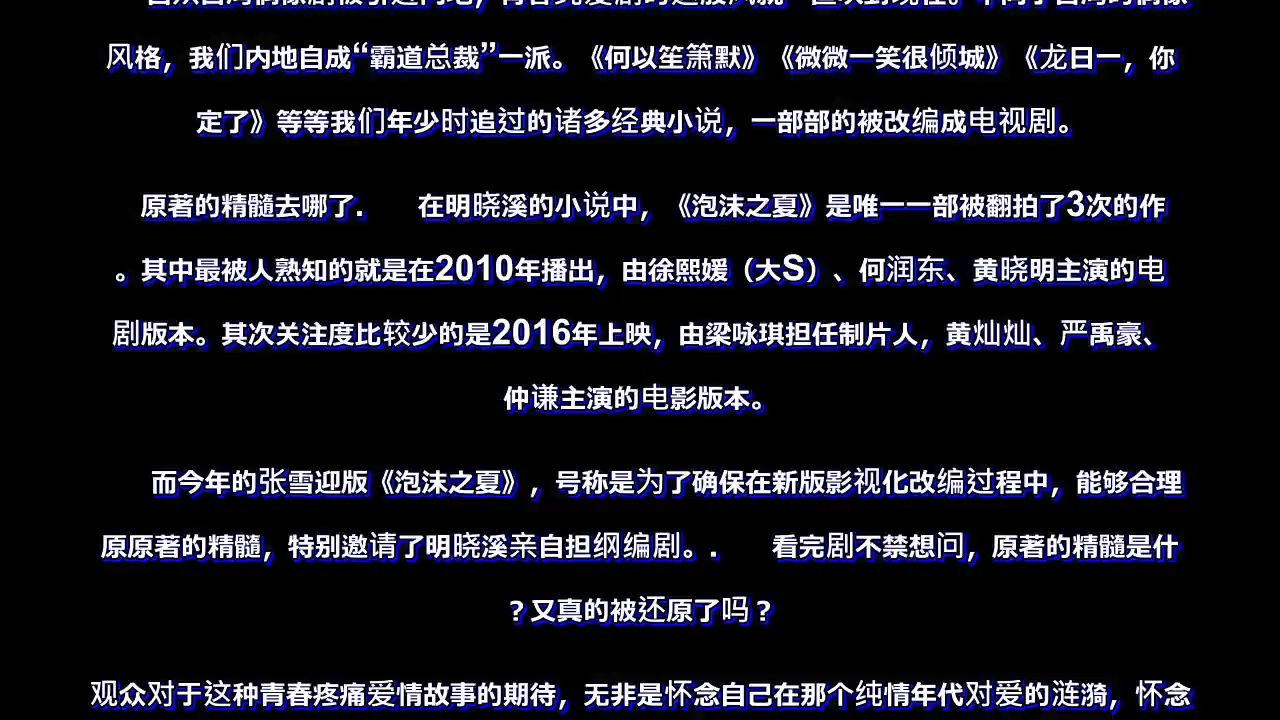 风格，我们内地自成“霸道总裁”一派。《何以笙箫默》《微微一笑很倾城》《龙日一，你
定了》等等我们年少时追过的诸多经典小说，一部部的被改编成电视剧。
原著的精髓去哪了. 在明晓溪的小说中，《泡沫之夏》是唯一一部被翻拍了3次的作
。其中最被人熟知的就是在2010年播出，由徐熙媛（大S）、何润东、黄晓明主演的电
剧版本。其次关注度比较少的是2016年上映，由梁咏琪担任制片人，黄灿灿、严禹豪、
仲谦主演的电影版本。
而今年的张雪迎版《泡沫之夏》，号称是为了确保在新版影视化改编过程中，能够合理
原原著的精髓，特别邀请了明晓溪亲自担纲编剧。. 看完剧不禁想问，原著的精髓是什
？又真的被还原了吗？
观众对于这种青春疼痛爱情故事的期待，无非是怀念自己在那个纯情年代对爱的涟漪，怀念